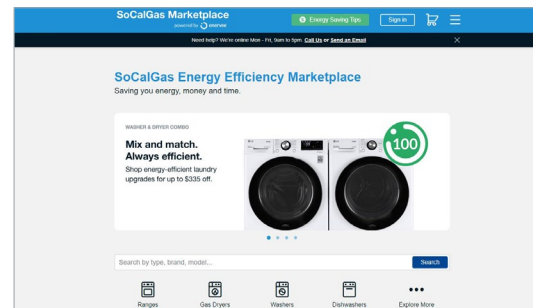 SoCalGas Marketplace
powered by enervee
Energy Saving Tips
Sign in
Need help? We're online Mon - Fri, 9am to 5pm. Call Us or Send an Email
SoCalGas Energy Efficiency Marketplace
Saving you energy, money and time.
WASHER & DRYER COMBO
Mix and match.
Always efficient.
Shop energy-efficient laundry
upgrades for up to $335 off.
100
Search by type, brand, model...
Search
Ranges
Gas Dryers
Washers
Dishwashers
Explore More